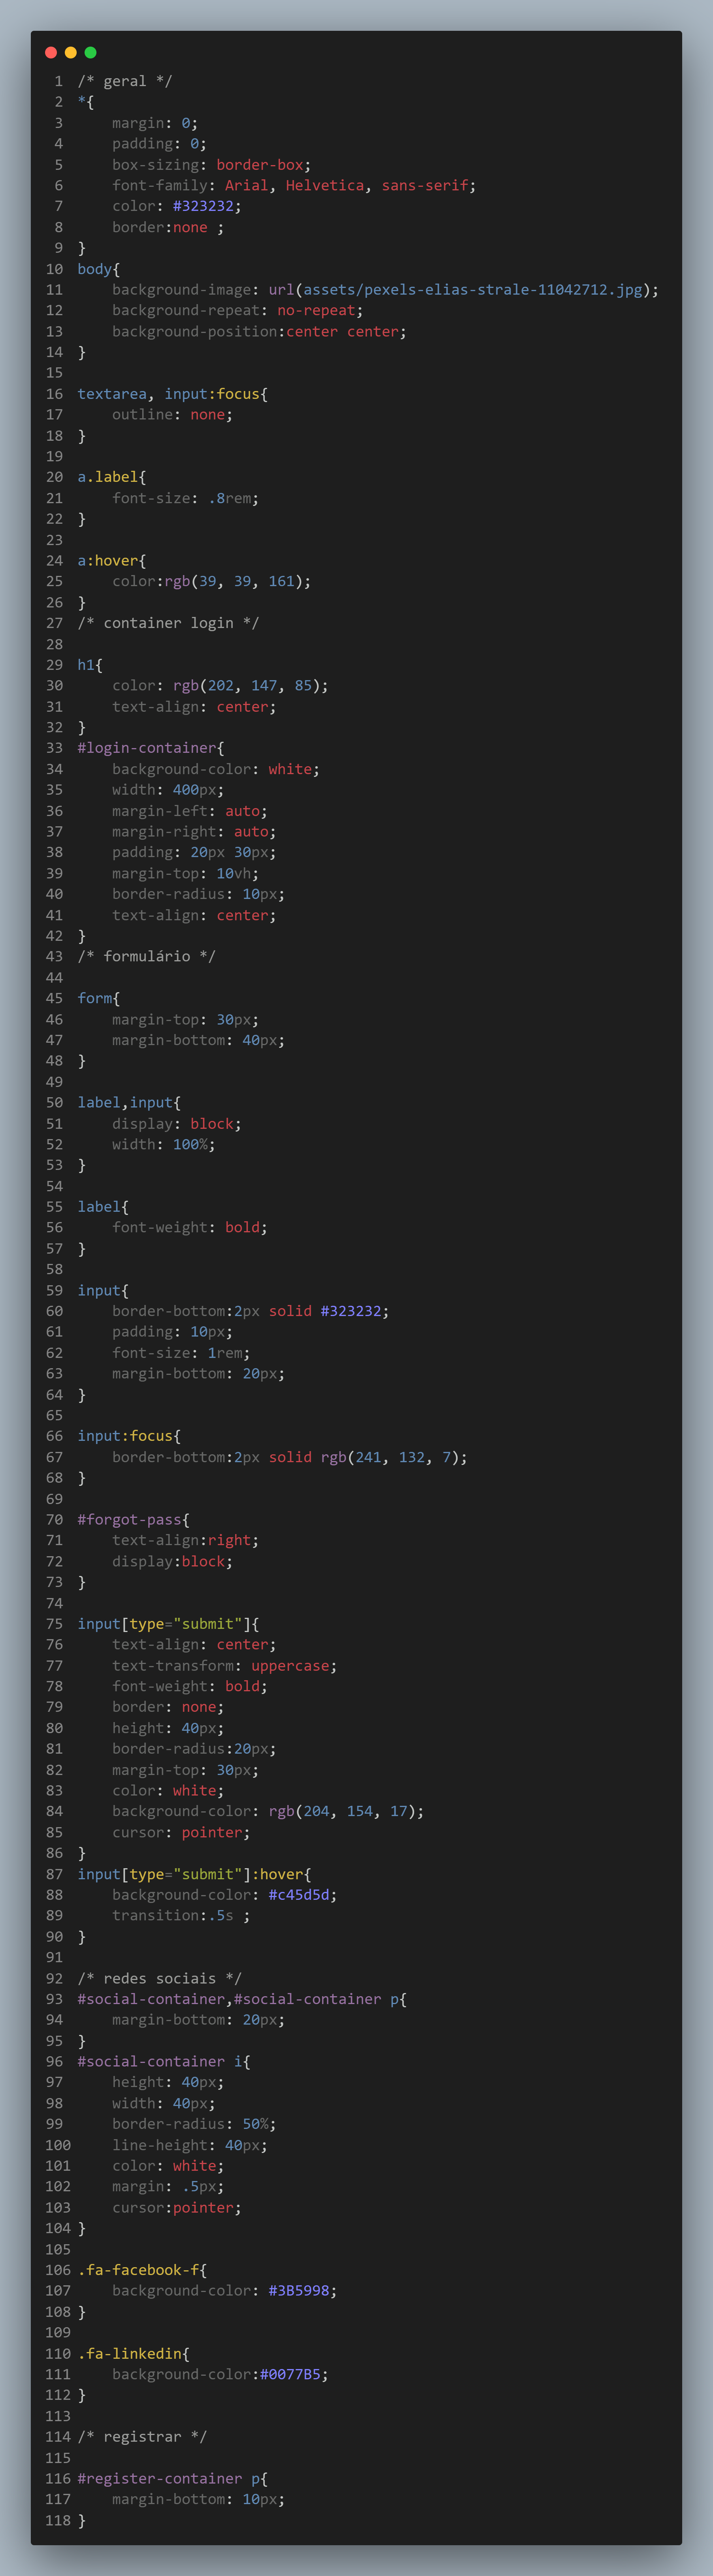 1 /* geral */
2 *{
3     margin: 0;
4     padding: 0;
5     box-sizing: border-box;
6     font-family: Arial, Helvetica, sans-serif;
7     color: #323232;
8     border:none ;
9 }
10 body{
11     background-image: url(assets/pexels-elias-strale-11042712.jpg);
12     background-repeat: no-repeat;
13     background-position:center center;
14 }
15
16 textarea, input:focus{
17     outline: none;
18 }
19
20 a.label{
21     font-size: .8rem;
22 }
23
24 a:hover{
25     color:rgb(39, 39, 161);
26 }
27 /* container login */
28
29 h1{
30     color: rgb(202, 147, 85);
31     text-align: center;
32 }
33 #login-container{
34     background-color: white;
35     width: 400px;
36     margin-left: auto;
37     margin-right: auto;
38     padding: 20px 30px;
39     margin-top: 10vh;
40     border-radius: 10px;
41     text-align: center;
42 }
43 /* formulário */
44
45 form{
46     margin-top: 30px;
47     margin-bottom: 40px;
48 }
49
50 label,input{
51     display: block;
52     width: 100%;
53 }
54
55 label{
56     font-weight: bold;
57 }
58
59 input{
60     border-bottom:2px solid #323232;
61     padding: 10px;
62     font-size: 1rem;
63     margin-bottom: 20px;
64 }
65
66 input:focus{
67     border-bottom:2px solid rgb(241, 132, 7);
68 }
69
70 #forgot-pass{
71     text-align:right;
72     display:block;
73 }
74
75 input[type="submit"]{
76     text-align: center;
77     text-transform: uppercase;
78     font-weight: bold;
79     border: none;
80     height: 40px;
81     border-radius:20px;
82     margin-top: 30px;
83     color: white;
84     background-color: rgb(204, 154, 17);
85     cursor: pointer;
86 }
87 input[type="submit"]:hover{
88     background-color: #c45d5d;
89     transition:.5s ;
90 }
91
92 /* redes sociais */
93 #social-container,#social-container p{
94     margin-bottom: 20px;
95 }
96 #social-container i{
97     height: 40px;
98     width: 40px;
99     border-radius: 50%;
100     line-height: 40px;
101     color: white;
102     margin: .5px;
103     cursor:pointer;
104 }
105
106 .fa-facebook-f{
107     background-color: #3B5998;
108 }
109
110 .fa-linkedin{
111     background-color:#0077B5;
112 }
113
114 /* registrar */
115
116 #register-container p{
117     margin-bottom: 10px;
118 }